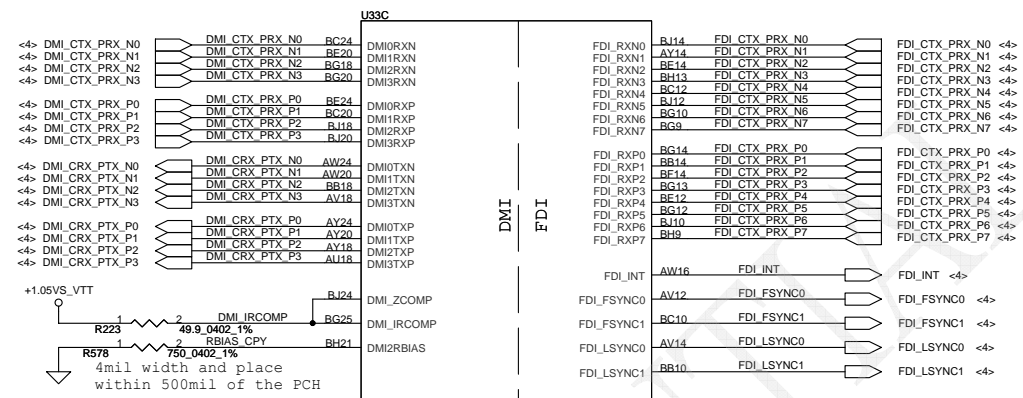 U33C
<4> DMI_CTX_PRX_N0 DMI_CTX_PRX_N0 BC24 DMI0RXN FDI_RXN0 BJ14 FDI_CTX_PRX_N0 FDI_CTX_PRX_N0 <4>
<4> DMI_CTX_PRX_N1 DMI_CTX_PRX_N1 BE20 DMI1RXN FDI_RXN1 AY14 FDI_CTX_PRX_N1 FDI_CTX_PRX_N1 <4>
<4> DMI_CTX_PRX_N2 DMI_CTX_PRX_N2 BG18 DMI2RXN FDI_RXN2 BE14 FDI_CTX_PRX_N2 FDI_CTX_PRX_N2 <4>
<4> DMI_CTX_PRX_N3 DMI_CTX_PRX_N3 BG20 DMI3RXN FDI_RXN3 BH13 FDI_CTX_PRX_N3 FDI_CTX_PRX_N3 <4>
FDI_RXN4 BC12 FDI_CTX_PRX_N4 FDI_CTX_PRX_N4 <4>
<4> DMI_CTX_PRX_P0 DMI_CTX_PRX_P0 BE24 DMI0RXP FDI_RXN5 BJ12 FDI_CTX_PRX_N5 FDI_CTX_PRX_N5 <4>
<4> DMI_CTX_PRX_P1 DMI_CTX_PRX_P1 BC20 DMI1RXP FDI_RXN6 BG10 FDI_CTX_PRX_N6 FDI_CTX_PRX_N6 <4>
<4> DMI_CTX_PRX_P2 DMI_CTX_PRX_P2 BJ18 DMI2RXP FDI_RXN7 BG9 FDI_CTX_PRX_N7 FDI_CTX_PRX_N7 <4>
<4> DMI_CTX_PRX_P3 DMI_CTX_PRX_P3 BJ20 DMI3RXP
FDI_RXP0 BG14 FDI_CTX_PRX_P0 FDI_CTX_PRX_P0 <4>
<4> DMI_CRX_PTX_N0 DMI_CRX_PTX_N0 AW24 DMI0TXN FDI_RXP1 BB14 FDI_CTX_PRX_P1 FDI_CTX_PRX_P1 <4>
<4> DMI_CRX_PTX_N1 DMI_CRX_PTX_N1 AW20 DMI1TXN FDI_RXP2 BF14 FDI_CTX_PRX_P2 FDI_CTX_PRX_P2 <4>
<4> DMI_CRX_PTX_N2 DMI_CRX_PTX_N2 BB18 DMI2TXN FDI_RXP3 BG13 FDI_CTX_PRX_P3 FDI_CTX_PRX_P3 <4>
<4> DMI_CRX_PTX_N3 DMI_CRX_PTX_N3 AV18 DMI3TXN FDI_RXP4 BE12 FDI_CTX_PRX_P4 FDI_CTX_PRX_P4 <4>
FDI_RXP5 BG12 FDI_CTX_PRX_P5 FDI_CTX_PRX_P5 <4>
<4> DMI_CRX_PTX_P0 DMI_CRX_PTX_P0 AY24 DMI0TXP FDI_RXP6 BJ10 FDI_CTX_PRX_P6 FDI_CTX_PRX_P6 <4>
<4> DMI_CRX_PTX_P1 DMI_CRX_PTX_P1 AY20 DMI1TXP FDI_RXP7 BH9 FDI_CTX_PRX_P7 FDI_CTX_PRX_P7 <4>
<4> DMI_CRX_PTX_P2 DMI_CRX_PTX_P2 AY18 DMI2TXP
<4> DMI_CRX_PTX_P3 DMI_CRX_PTX_P3 AU18 DMI3TXP
DMI FDI
FDI_INT AW16 FDI_INT FDI_INT <4>
+1.05VS_VTT BJ24 DMI_ZCOMP FDI_FSYNC0 AV12 FDI_FSYNC0 FDI_FSYNC0 <4>
R223 1 2 49.9_0402_1% DMI_IRCOMP BG25 DMI_IRCOMP FDI_FSYNC1 BC10 FDI_FSYNC1 FDI_FSYNC1 <4>
R578 1 2 750_0402_1% RBIAS_CPY BH21 DMI2RBIAS FDI_LSYNC0 AV14 FDI_LSYNC0 FDI_LSYNC0 <4>
FDI_LSYNC1 BB10 FDI_LSYNC1 FDI_LSYNC1 <4>
4mil width and place
within 500mil of the PCH